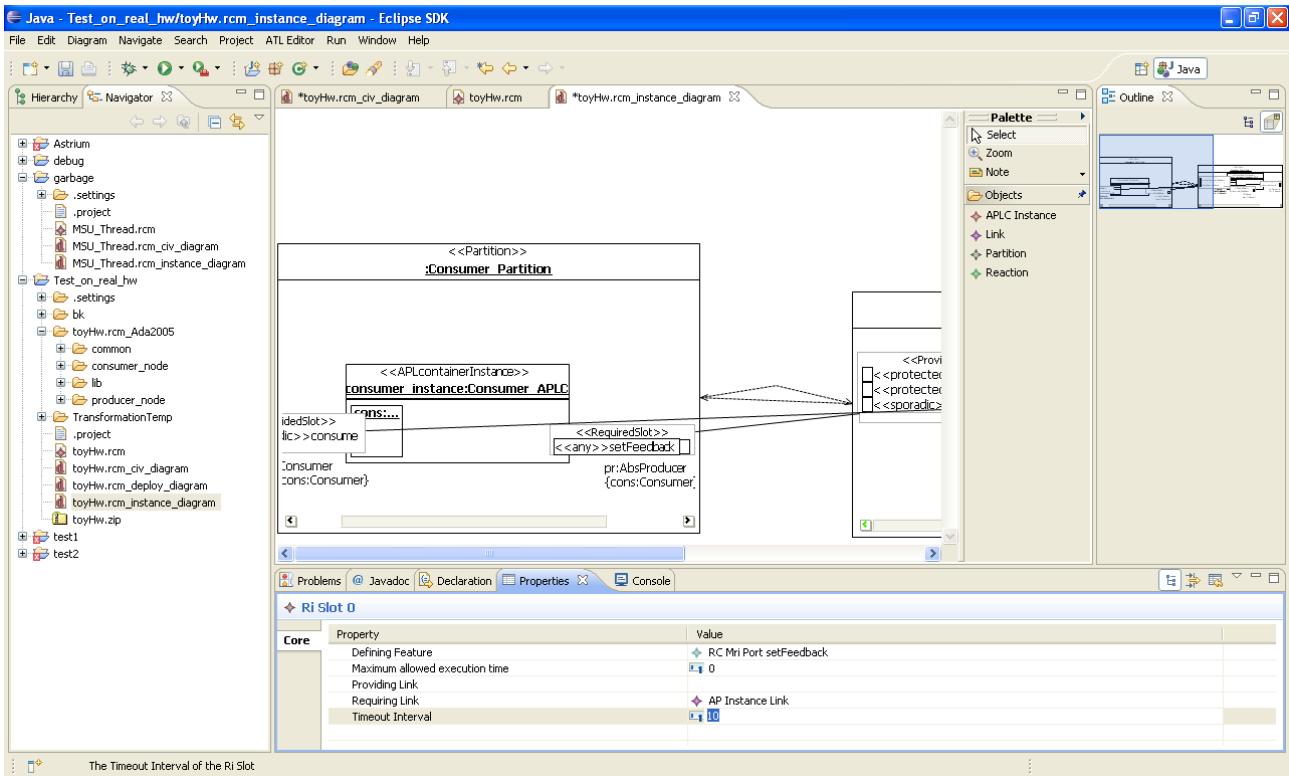 Java - Test_on_real_hw/toyHw.rcm_instance_diagram - Eclipse SDK
File Edit Diagram Navigate Search Project ATL Editor Run Window Help
Java
Hierarchy Navigator
Astrium
debug
garbage
.settings
.project
MSU_Thread.rcm
MSU_Thread.rcm_civ_diagram
MSU_Thread.rcm_instance_diagram
Test_on_real_hw
.settings
bk
toyHw.rcm_Ada2005
common
consumer_node
lib
producer_node
TransformationTemp
.project
toyHw.rcm
toyHw.rcm_civ_diagram
toyHw.rcm_deploy_diagram
toyHw.rcm_instance_diagram
toyHw.zip
test1
test2
*toyHw.rcm_civ_diagram toyHw.rcm *toyHw.rcm_instance_diagram
<<Partition>>
:Consumer_Partition
<<APLcontainerInstance>>
consumer_instance:Consumer_APLC
cons:...
idedSlot>>
dic>>consume
Consumer
cons:Consumer}
<<RequiredSlot>>
<<any>>setFeedback
pr:AbsProducer
{cons:Consumer
<<Provi
<<protected
<<protected
<<sporadic>
Palette
Select
Zoom
Note
Objects
APLC Instance
Link
Partition
Reaction
Outline
Problems @ Javadoc Declaration Properties Console
Ri Slot 0
Core
Property Value
Defining Feature RC Mri Port setFeedback
Maximum allowed execution time 0
Providing Link
Requiring Link AP Instance Link
Timeout Interval 10
The Timeout Interval of the Ri Slot